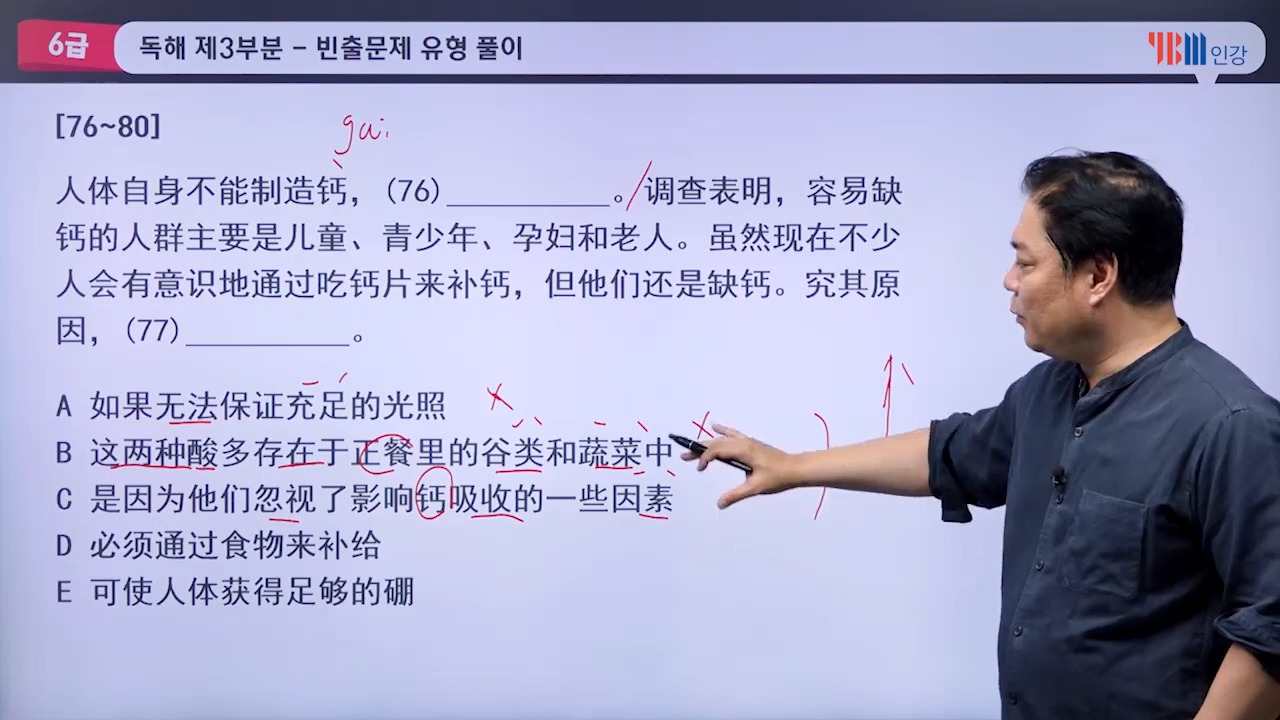 6급
독해 제3부분 - 빈출문제 유형 풀이
YBM 인강
[76~80]
gai
人体自身不能制造钙，(76)__________。调查表明，容易缺
钙的人群主要是儿童、青少年、孕妇和老人。虽然现在不少
人会有意识地通过吃钙片来补钙，但他们还是缺钙。究其原
因，(77)__________。
A 如果无法保证充足的光照
B 这两种酸多存在于正餐里的谷类和蔬菜中
C 是因为他们忽视了影响钙吸收的一些因素
D 必须通过食物来补给
E 可使人体获得足够的硼